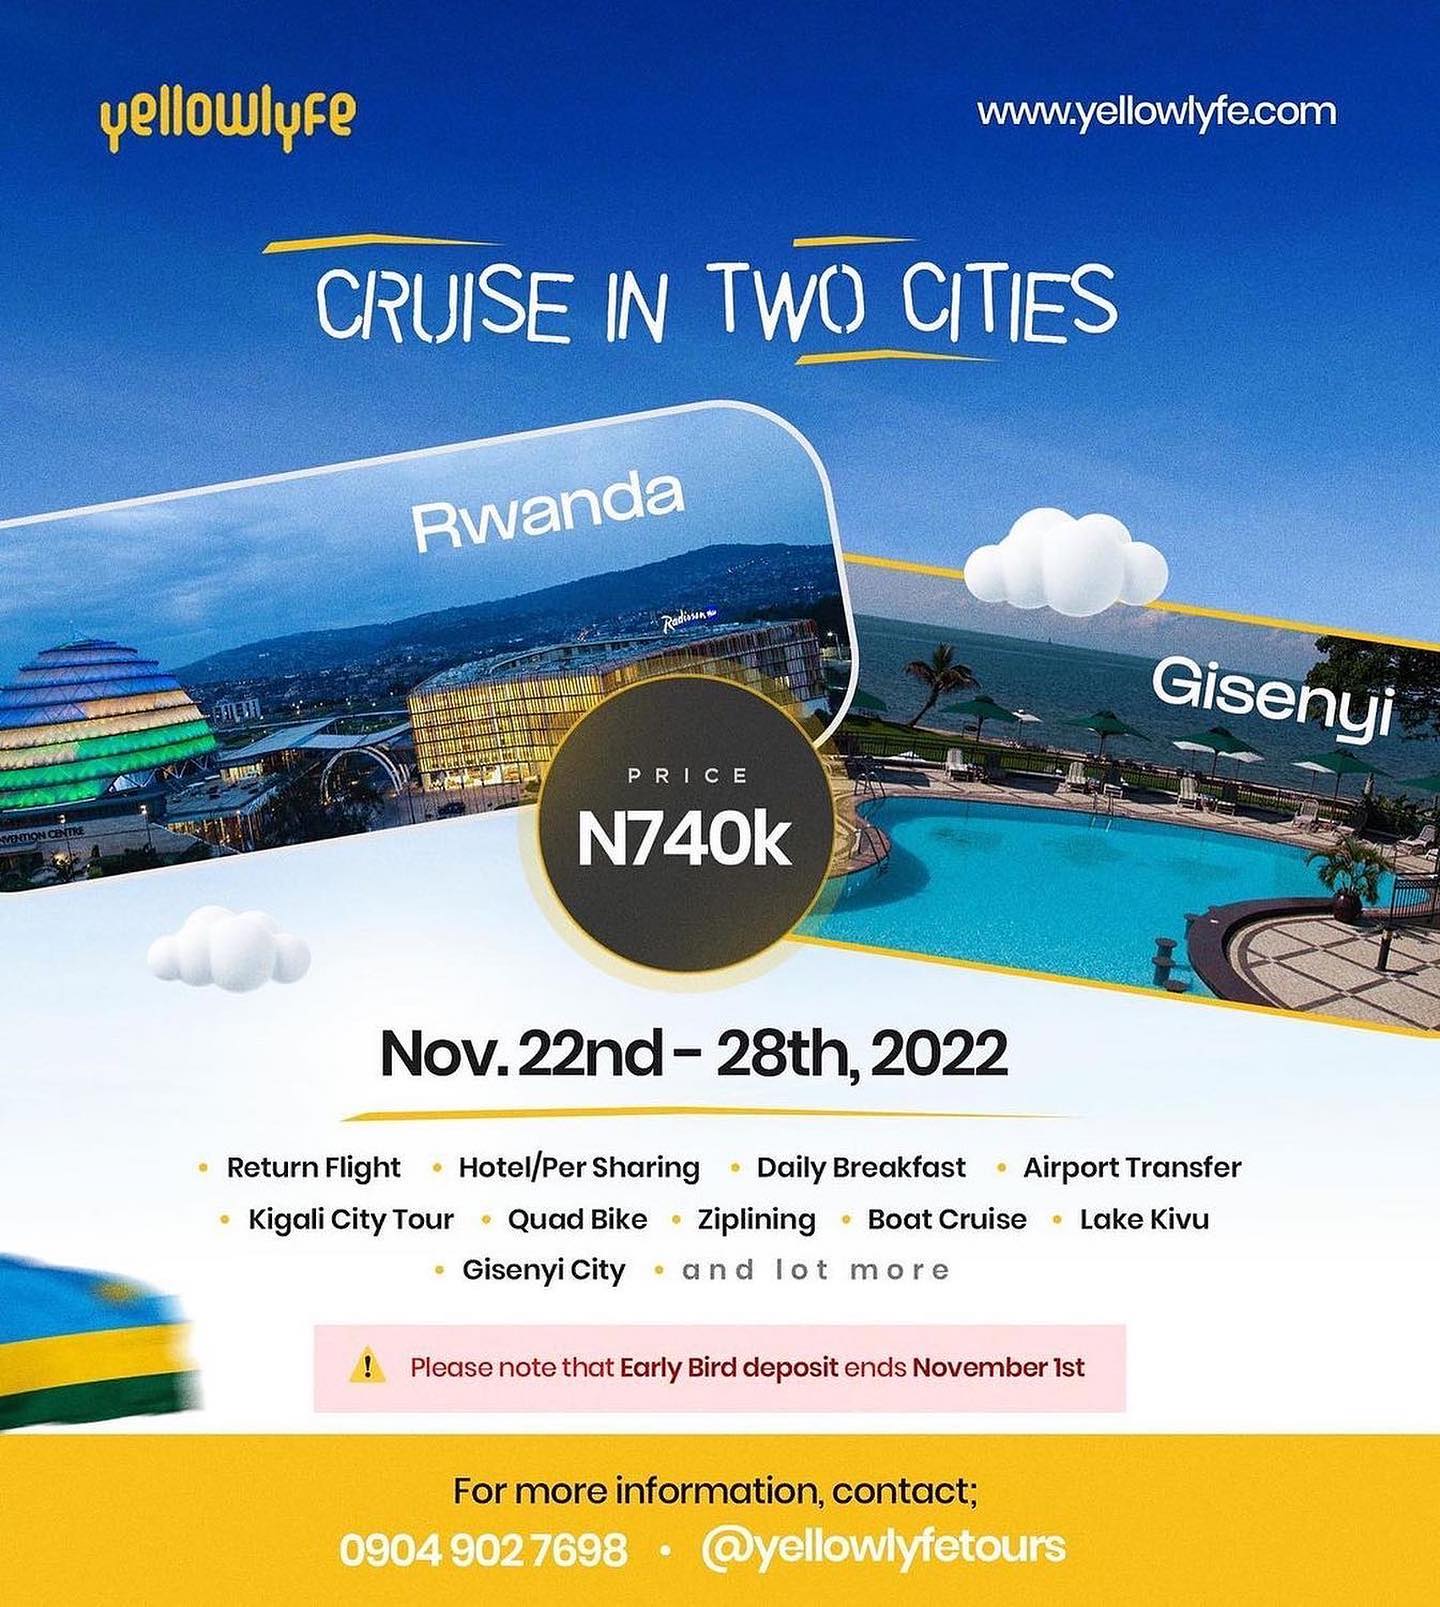 yellowlyfe
www.yellowlyfe.com
CRUISE IN TWO CITIES
Rwanda
Radisson Blu
Gisenyi
VENTION CENTRE
PRICE
N740k
Nov. 22nd - 28th, 2022
• Return Flight • Hotel/Per Sharing • Daily Breakfast • Airport Transfer
• Kigali City Tour • Quad Bike • Ziplining • Boat Cruise • Lake Kivu
• Gisenyi City • and lot more
Please note that Early Bird deposit ends November 1st
For more information, contact;
0904 902 7698 • @yellowlyfetours